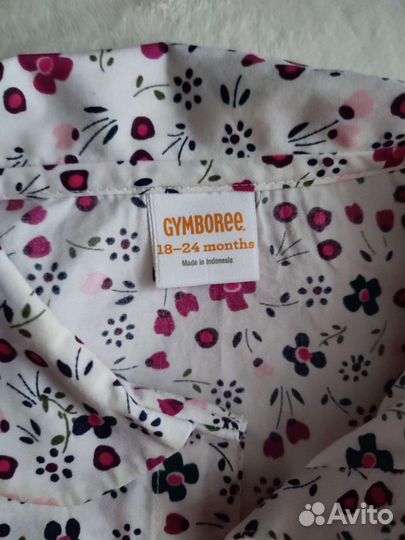 GYMBOREE.
18–24 months
Made in Indonesia
Avito